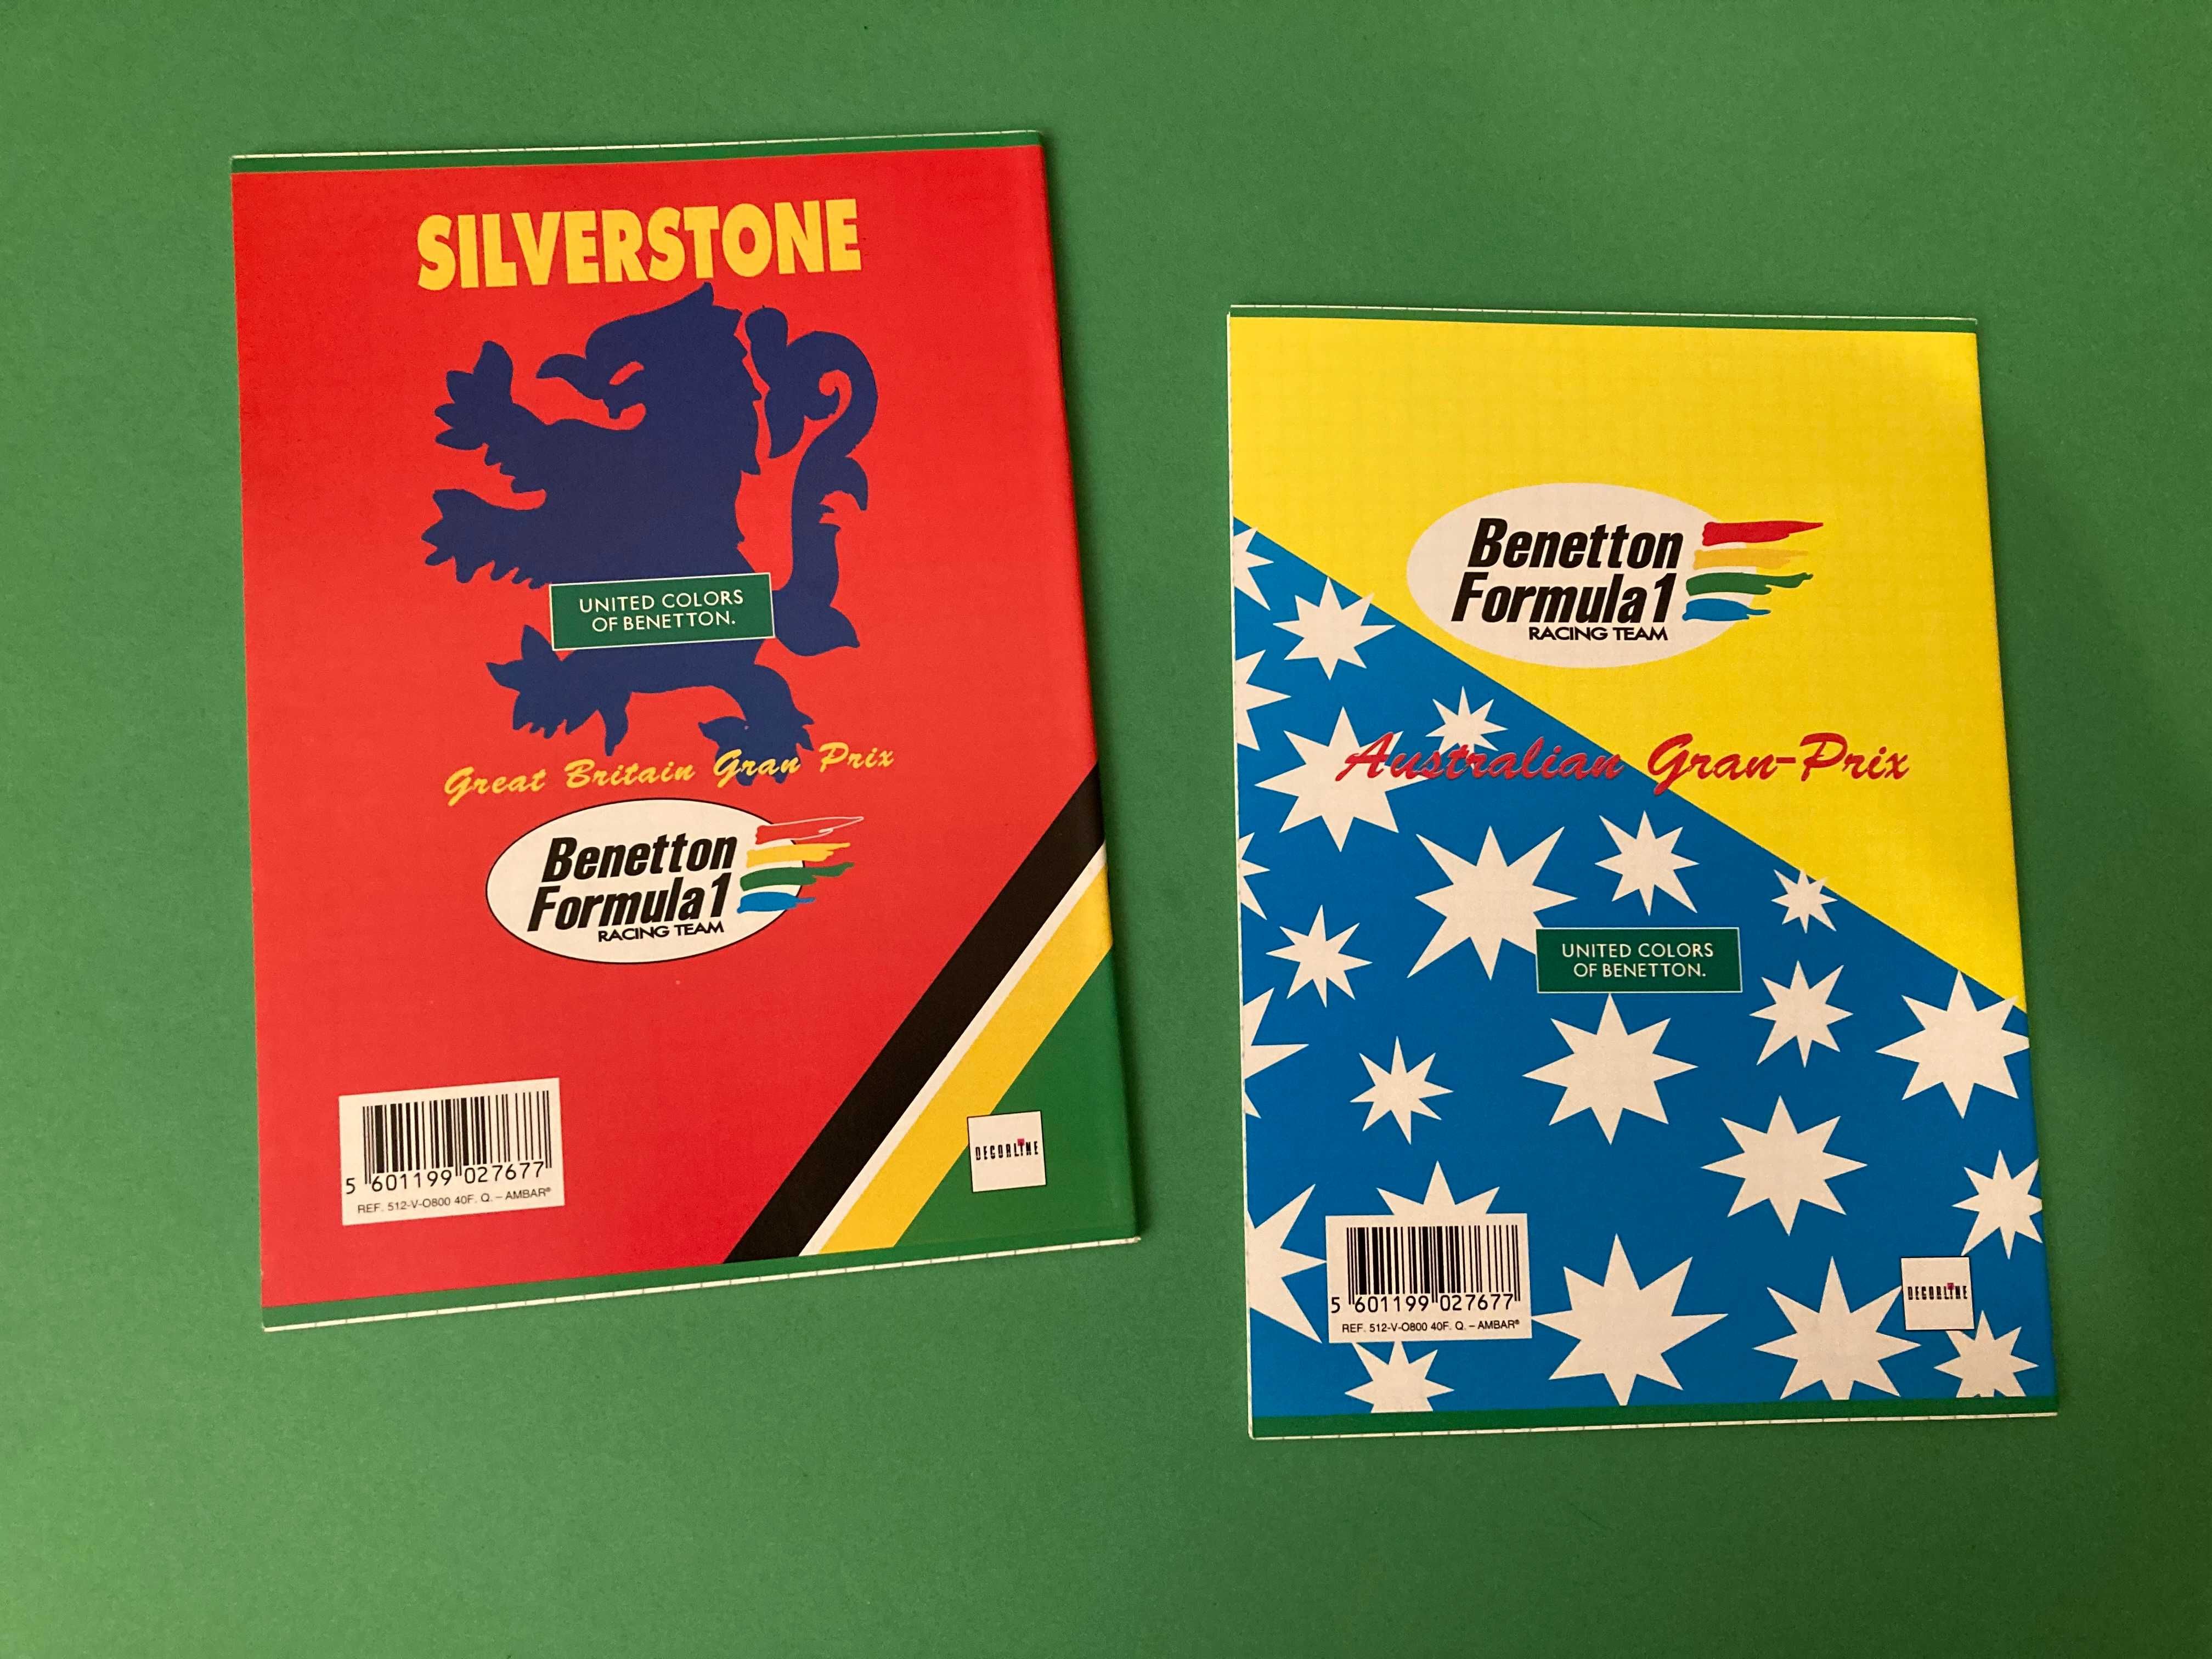 SILVERSTONE
UNITED COLORS
OF BENETTON.
Great Britain Gran Prix
Benetton
Formula1
RACING TEAM
5 601199 027677
REF. 512-V-O800 40F. Q. – AMBAR®
DECORLINE
Benetton
Formula1
RACING TEAM
Australian Gran-Prix
UNITED COLORS
OF BENETTON.
5 601199 027677
REF. 512-V-O800 40F. Q. – AMBAR®
DECORLINE